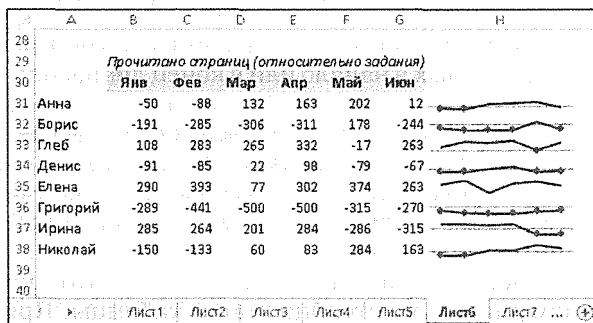 A B C D E F G H
28
29 Прочитано страниц (относительно задания)
30 Янв Фев Мар Апр Май Июн
31 Анна -50 -88 132 163 202 12
32 Борис -191 -285 -306 -311 178 -244
33 Глеб 108 283 265 332 -17 263
34 Денис -91 -85 22 98 -79 -67
35 Елена 290 393 77 302 374 263
36 Григорий -289 -441 -500 -500 -315 -270
37 Ирина 285 264 201 284 -286 -315
38 Николай -150 -133 60 83 284 163
39
40
Лист1 Лист2 Лист3 Лист4 Лист5 Лист6 Лист7 ...